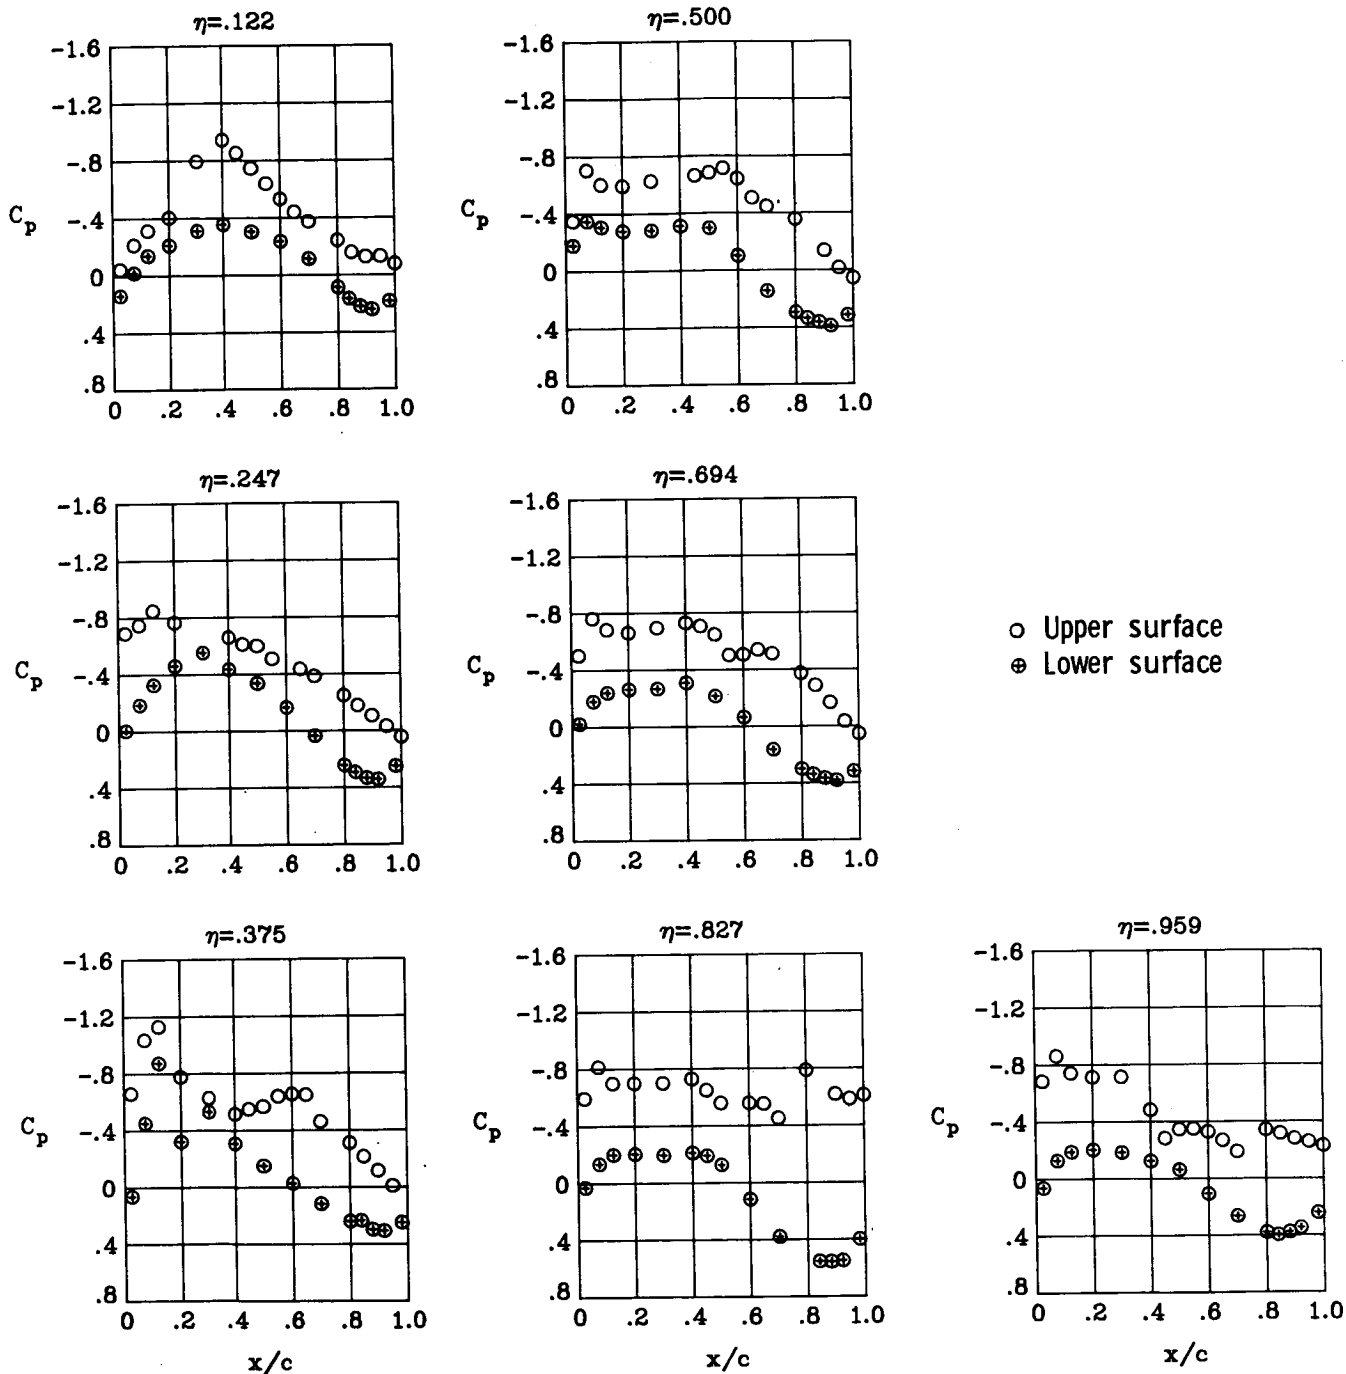 η=.122
-1.6
-1.2
-.8
-.4
0
.4
.8
C_p
0 .2 .4 .6 .8 1.0
η=.500
-1.6
-1.2
-.8
-.4
0
.4
.8
C_p
0 .2 .4 .6 .8 1.0
η=.247
-1.6
-1.2
-.8
-.4
0
.4
.8
C_p
0 .2 .4 .6 .8 1.0
η=.694
-1.6
-1.2
-.8
-.4
0
.4
.8
C_p
0 .2 .4 .6 .8 1.0
Upper surface
Lower surface
η=.375
-1.6
-1.2
-.8
-.4
0
.4
.8
C_p
0 .2 .4 .6 .8 1.0
x/c
η=.827
-1.6
-1.2
-.8
-.4
0
.4
.8
C_p
0 .2 .4 .6 .8 1.0
x/c
η=.959
-1.6
-1.2
-.8
-.4
0
.4
.8
C_p
0 .2 .4 .6 .8 1.0
x/c